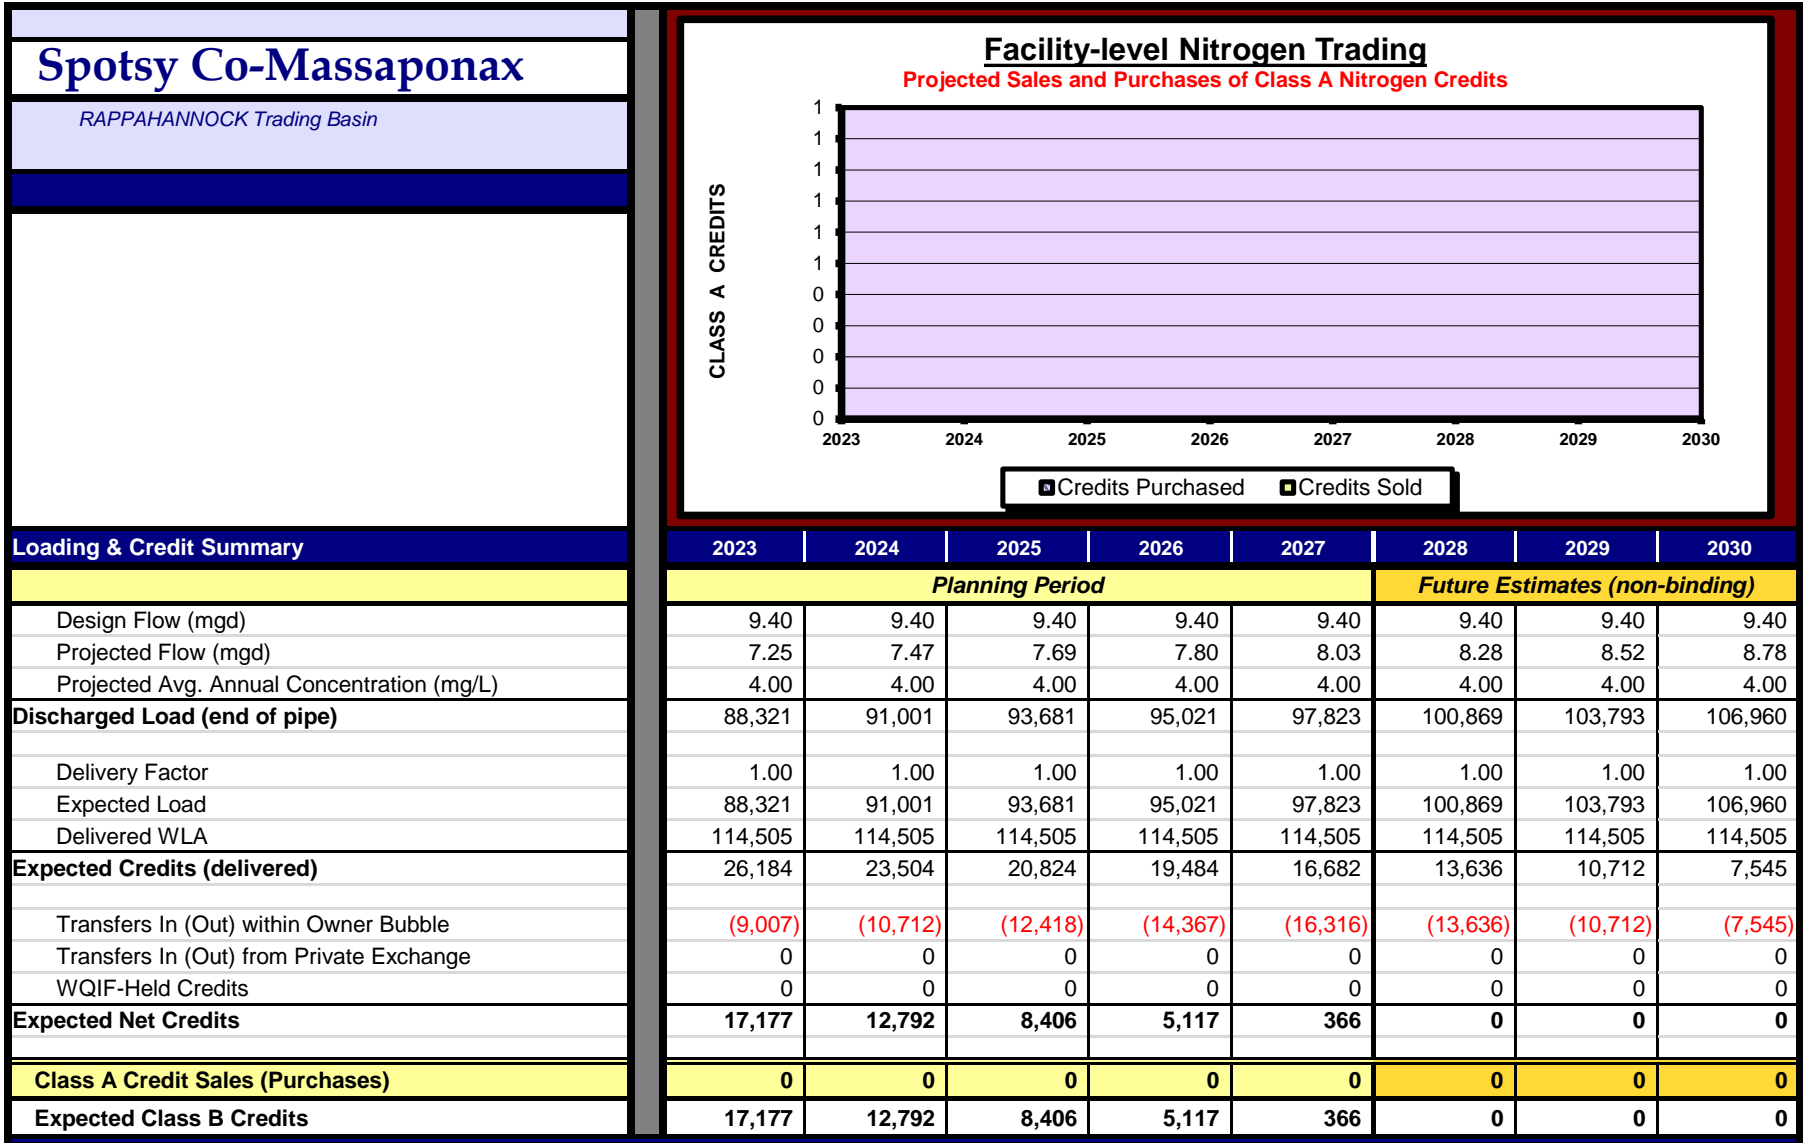 Spotsy Co-Massaponax
RAPPAHANNOCK Trading Basin
Facility-level Nitrogen Trading
Projected Sales and Purchases of Class A Nitrogen Credits
CLASS A CREDITS
1
1
1
1
1
1
0
0
0
0
0
2023 2024 2025 2026 2027 2028 2029 2030
Credits Purchased Credits Sold
Loading & Credit Summary 2023 2024 2025 2026 2027 2028 2029 2030
Planning Period Future Estimates (non-binding)
Design Flow (mgd) 9.40 9.40 9.40 9.40 9.40 9.40 9.40 9.40
Projected Flow (mgd) 7.25 7.47 7.69 7.80 8.03 8.28 8.52 8.78
Projected Avg. Annual Concentration (mg/L) 4.00 4.00 4.00 4.00 4.00 4.00 4.00 4.00
Discharged Load (end of pipe) 88,321 91,001 93,681 95,021 97,823 100,869 103,793 106,960
Delivery Factor 1.00 1.00 1.00 1.00 1.00 1.00 1.00 1.00
Expected Load 88,321 91,001 93,681 95,021 97,823 100,869 103,793 106,960
Delivered WLA 114,505 114,505 114,505 114,505 114,505 114,505 114,505 114,505
Expected Credits (delivered) 26,184 23,504 20,824 19,484 16,682 13,636 10,712 7,545
Transfers In (Out) within Owner Bubble (9,007) (10,712) (12,418) (14,367) (16,316) (13,636) (10,712) (7,545)
Transfers In (Out) from Private Exchange 0 0 0 0 0 0 0 0
WQIF-Held Credits 0 0 0 0 0 0 0 0
Expected Net Credits 17,177 12,792 8,406 5,117 366 0 0 0
Class A Credit Sales (Purchases) 0 0 0 0 0 0 0 0
Expected Class B Credits 17,177 12,792 8,406 5,117 366 0 0 0